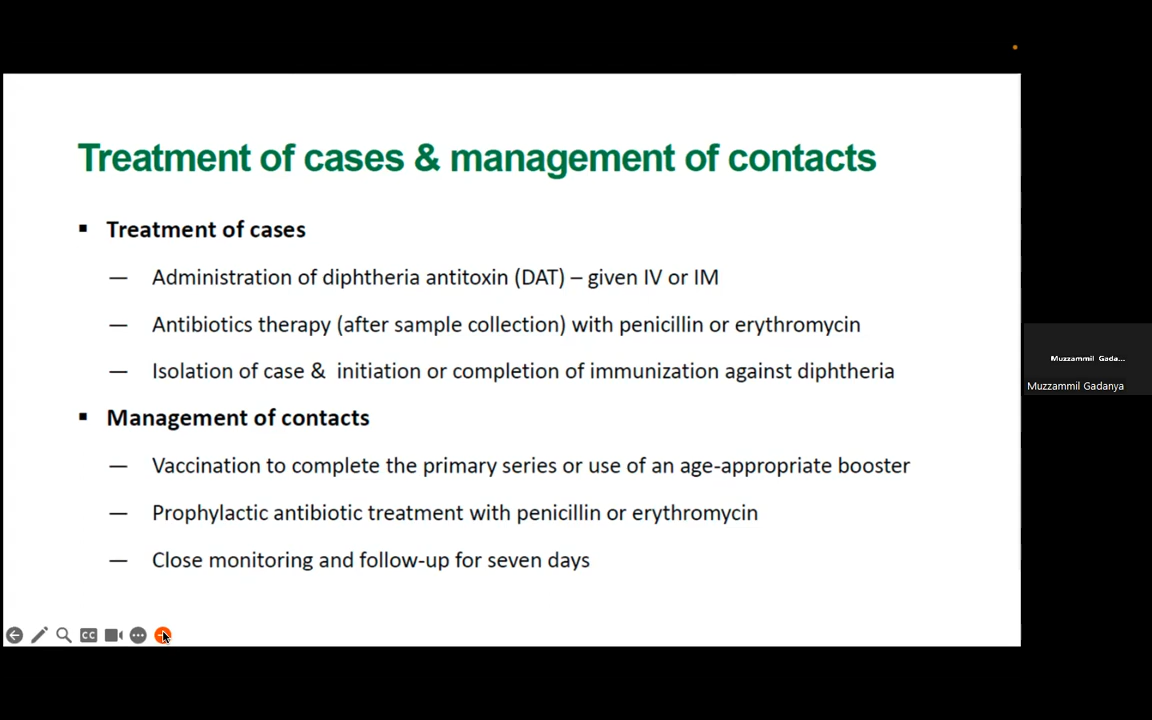 Treatment of cases & management of contacts
▪ Treatment of cases
— Administration of diphtheria antitoxin (DAT) – given IV or IM
— Antibiotics therapy (after sample collection) with penicillin or erythromycin
— Isolation of case & initiation or completion of immunization against diphtheria
▪ Management of contacts
— Vaccination to complete the primary series or use of an age-appropriate booster
— Prophylactic antibiotic treatment with penicillin or erythromycin
— Close monitoring and follow-up for seven days
CC
Muzzammil Gada...
Muzzammil Gadanya